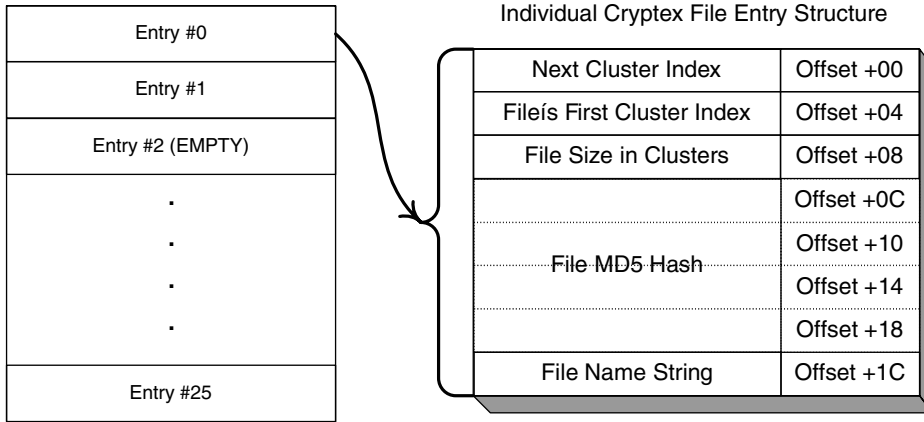 Individual Cryptex File Entry Structure
Entry #0
Entry #1
Entry #2 (EMPTY)
.
.
.
.
Entry #25
Next Cluster Index Offset +00
Fileís First Cluster Index Offset +04
File Size in Clusters Offset +08
Offset +0C
File MD5 Hash Offset +10
Offset +14
Offset +18
File Name String Offset +1C